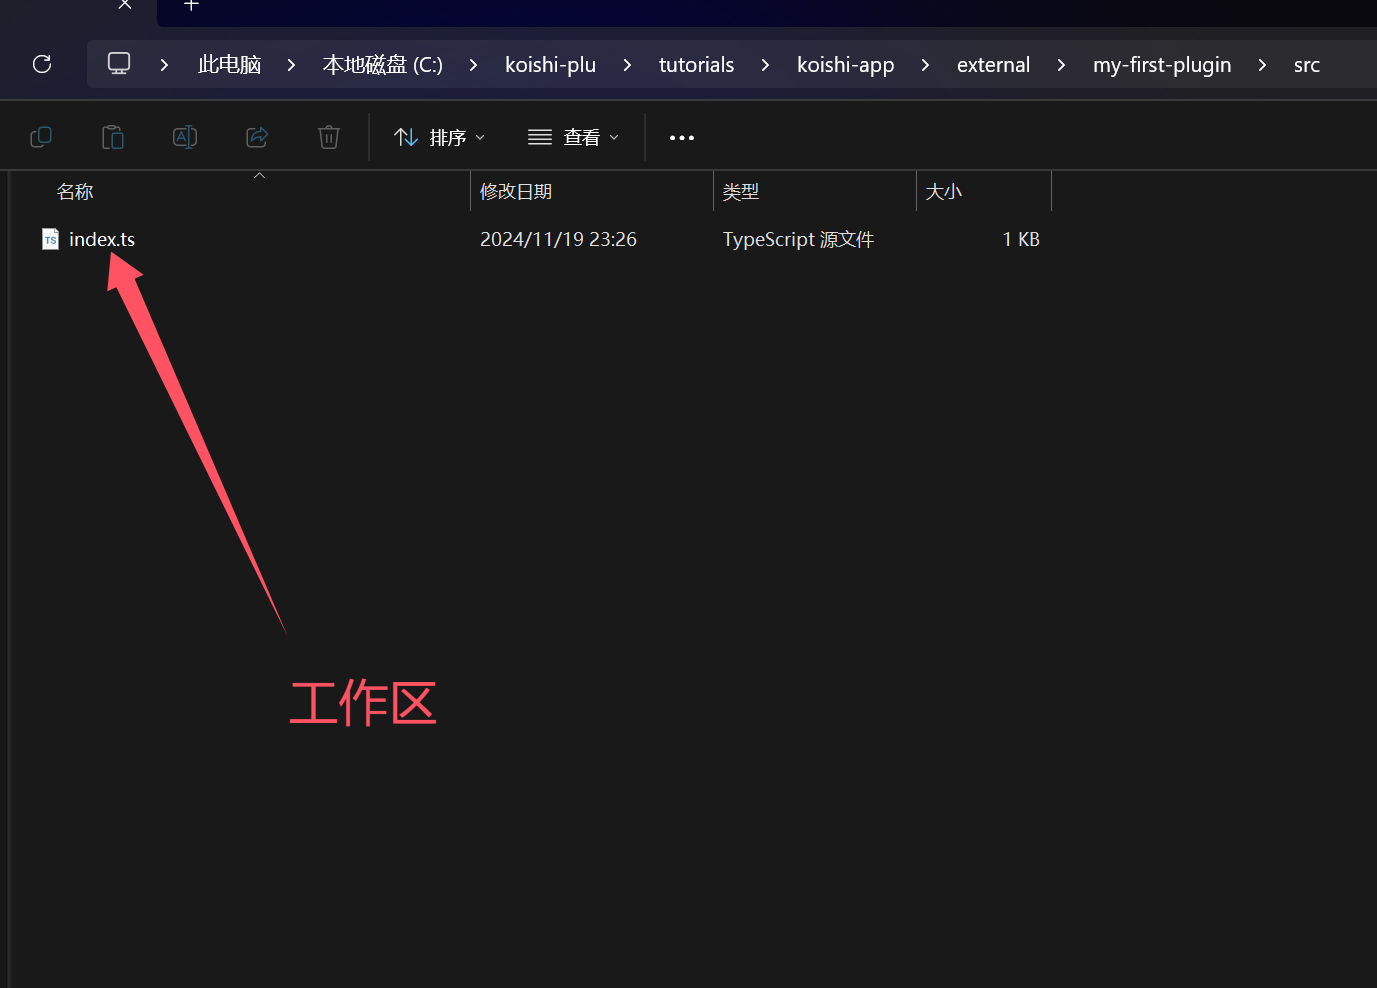 此电脑 > 本地磁盘 (C:) > koishi-plu > tutorials > koishi-app > external > my-first-plugin > src
排序 查看
名称 修改日期 类型 大小
index.ts 2024/11/19 23:26 TypeScript 源文件 1 KB
工作区